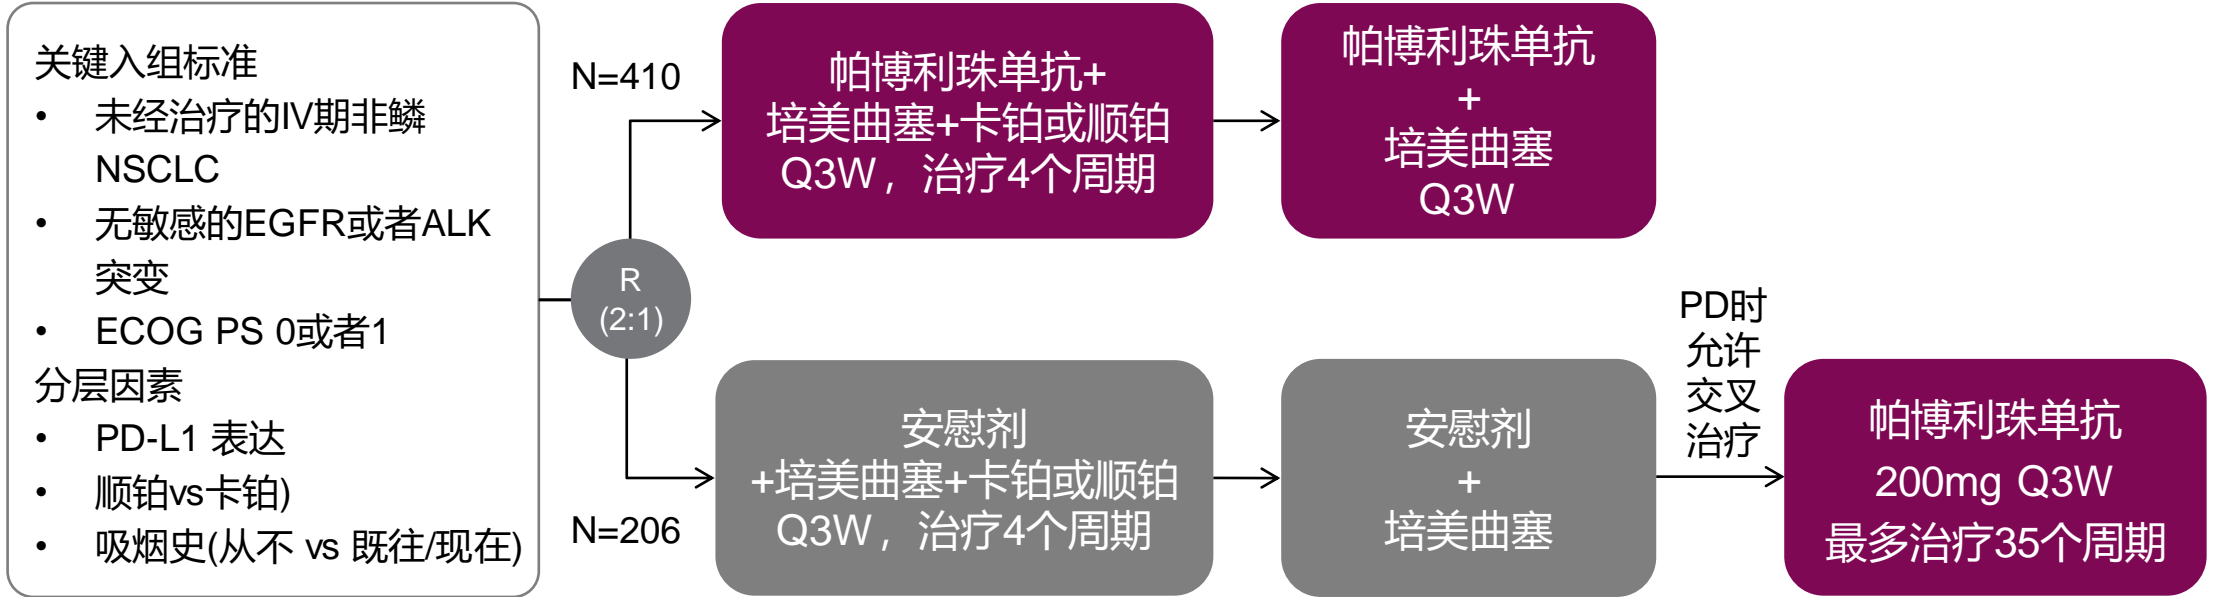 关键入组标准
• 未经治疗的IV期非鳞
NSCLC
• 无敏感的EGFR或者ALK
突变
• ECOG PS 0或者1
分层因素
• PD-L1 表达
• 顺铂vs卡铂)
• 吸烟史(从不 vs 既往/现在)
R
(2:1)
N=410
帕博利珠单抗+
培美曲塞+卡铂或顺铂
Q3W，治疗4个周期
帕博利珠单抗
+
培美曲塞
Q3W
N=206
安慰剂
+培美曲塞+卡铂或顺铂
Q3W，治疗4个周期
安慰剂
+
培美曲塞
PD时
允许
交叉
治疗
帕博利珠单抗
200mg Q3W
最多治疗35个周期